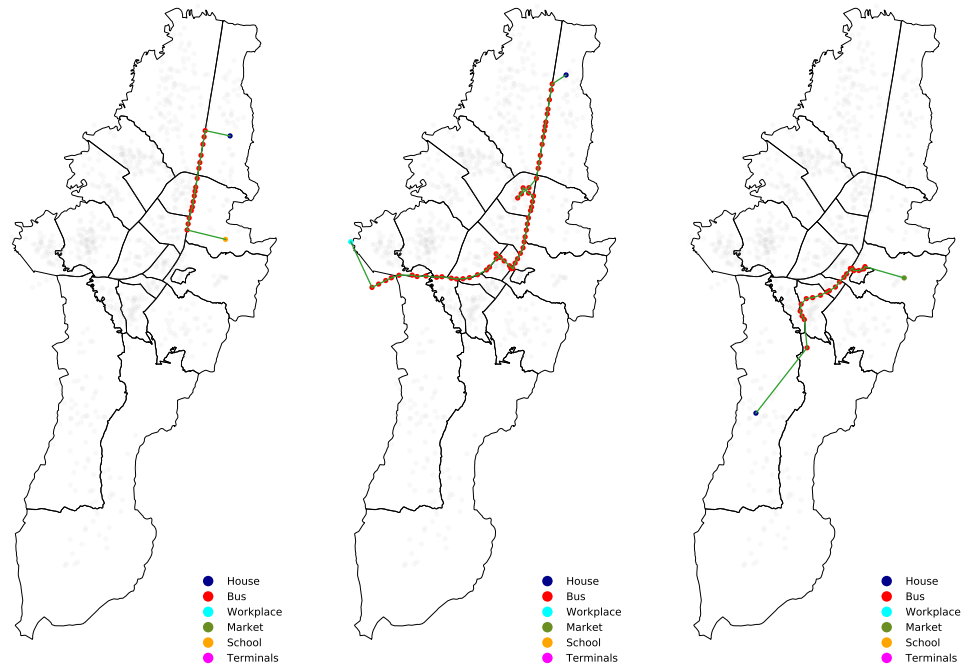 House
Bus
Workplace
Market
School
Terminals
House
Bus
Workplace
Market
School
Terminals
House
Bus
Workplace
Market
School
Terminals